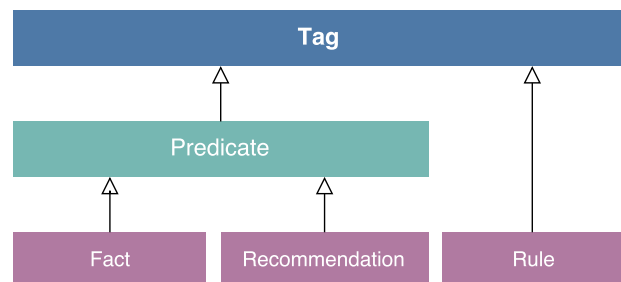 Tag
Predicate
Fact
Recommendation
Rule